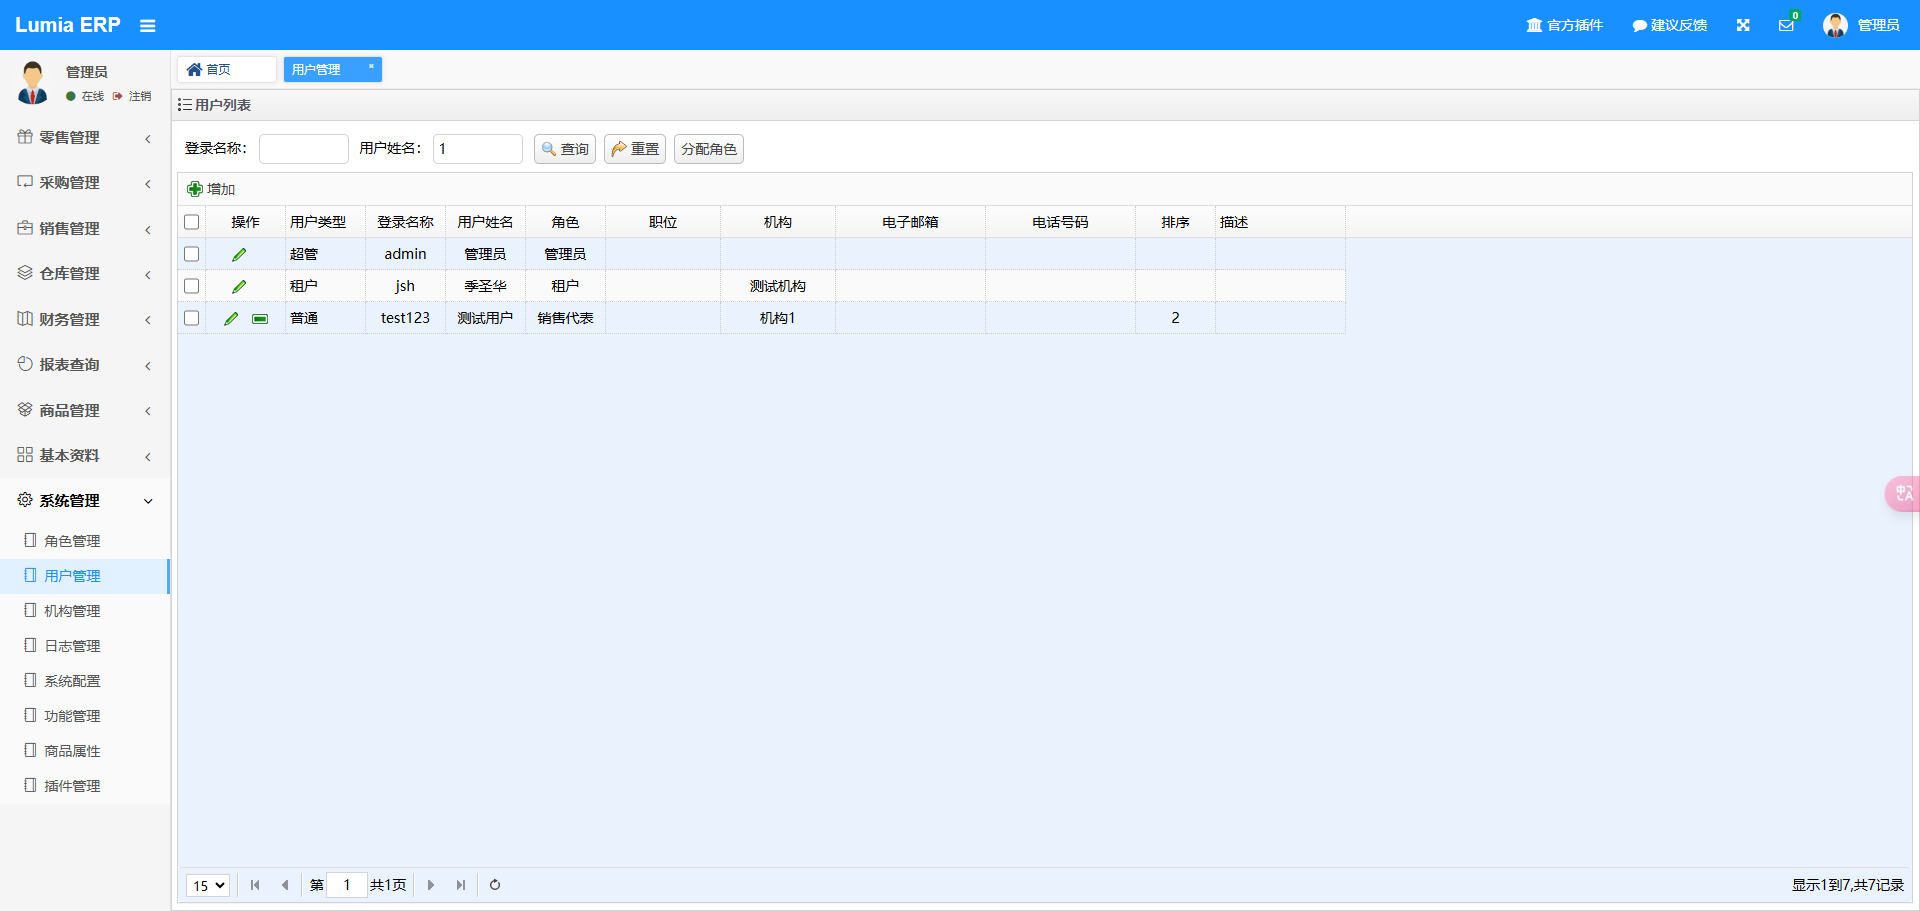 Lumia ERP 官方插件 建议反馈 0 管理员
管理员
在线 注销
零售管理
采购管理
销售管理
仓库管理
财务管理
报表查询
商品管理
基本资料
系统管理
角色管理
用户管理
机构管理
日志管理
系统配置
功能管理
商品属性
插件管理
首页 用户管理
用户列表
登录名称： 用户姓名： 1 查询 重置 分配角色
增加
操作 用户类型 登录名称 用户姓名 角色 职位 机构 电子邮箱 电话号码 排序 描述
超管 admin 管理员 管理员
租户 jsh 季圣华 租户 测试机构
普通 test123 测试用户 销售代表 机构1 2
中A
15 第 1 共1页 显示1到7,共7记录